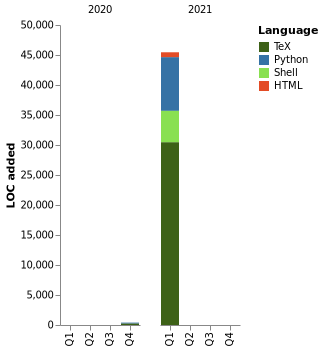 2020 2021
Language
TeX
Python
Shell
HTML
LOC added
50,000
45,000
40,000
35,000
30,000
25,000
20,000
15,000
10,000
5,000
0
Q1 Q2 Q3 Q4 Q1 Q2 Q3 Q4